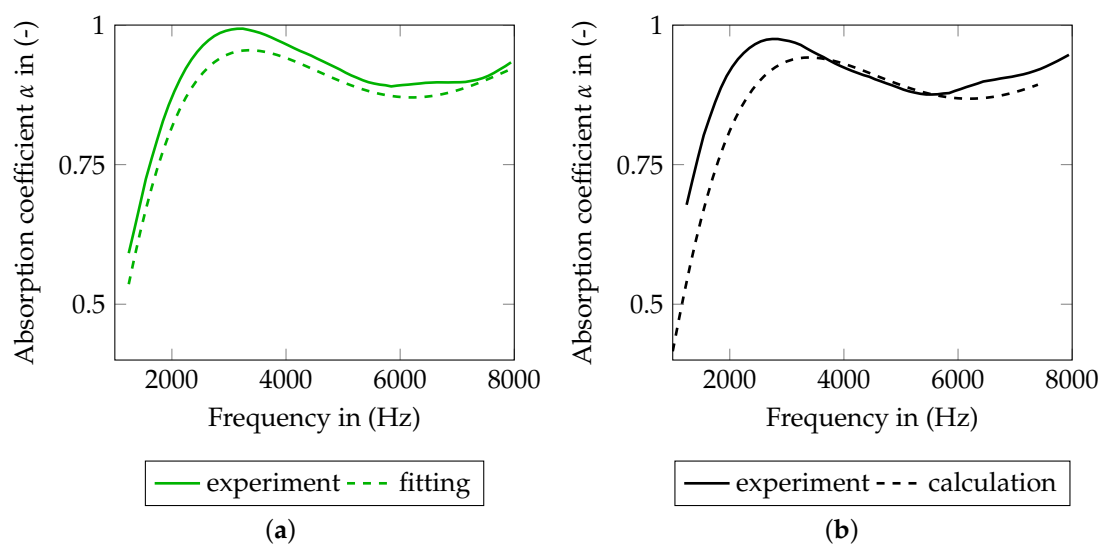 1
0.75
0.5
Absorption coefficient α in (-)
2000 4000 6000 8000
Frequency in (Hz)
experiment fitting
(a)
1
0.75
0.5
Absorption coefficient α in (-)
2000 4000 6000 8000
Frequency in (Hz)
experiment calculation
(b)